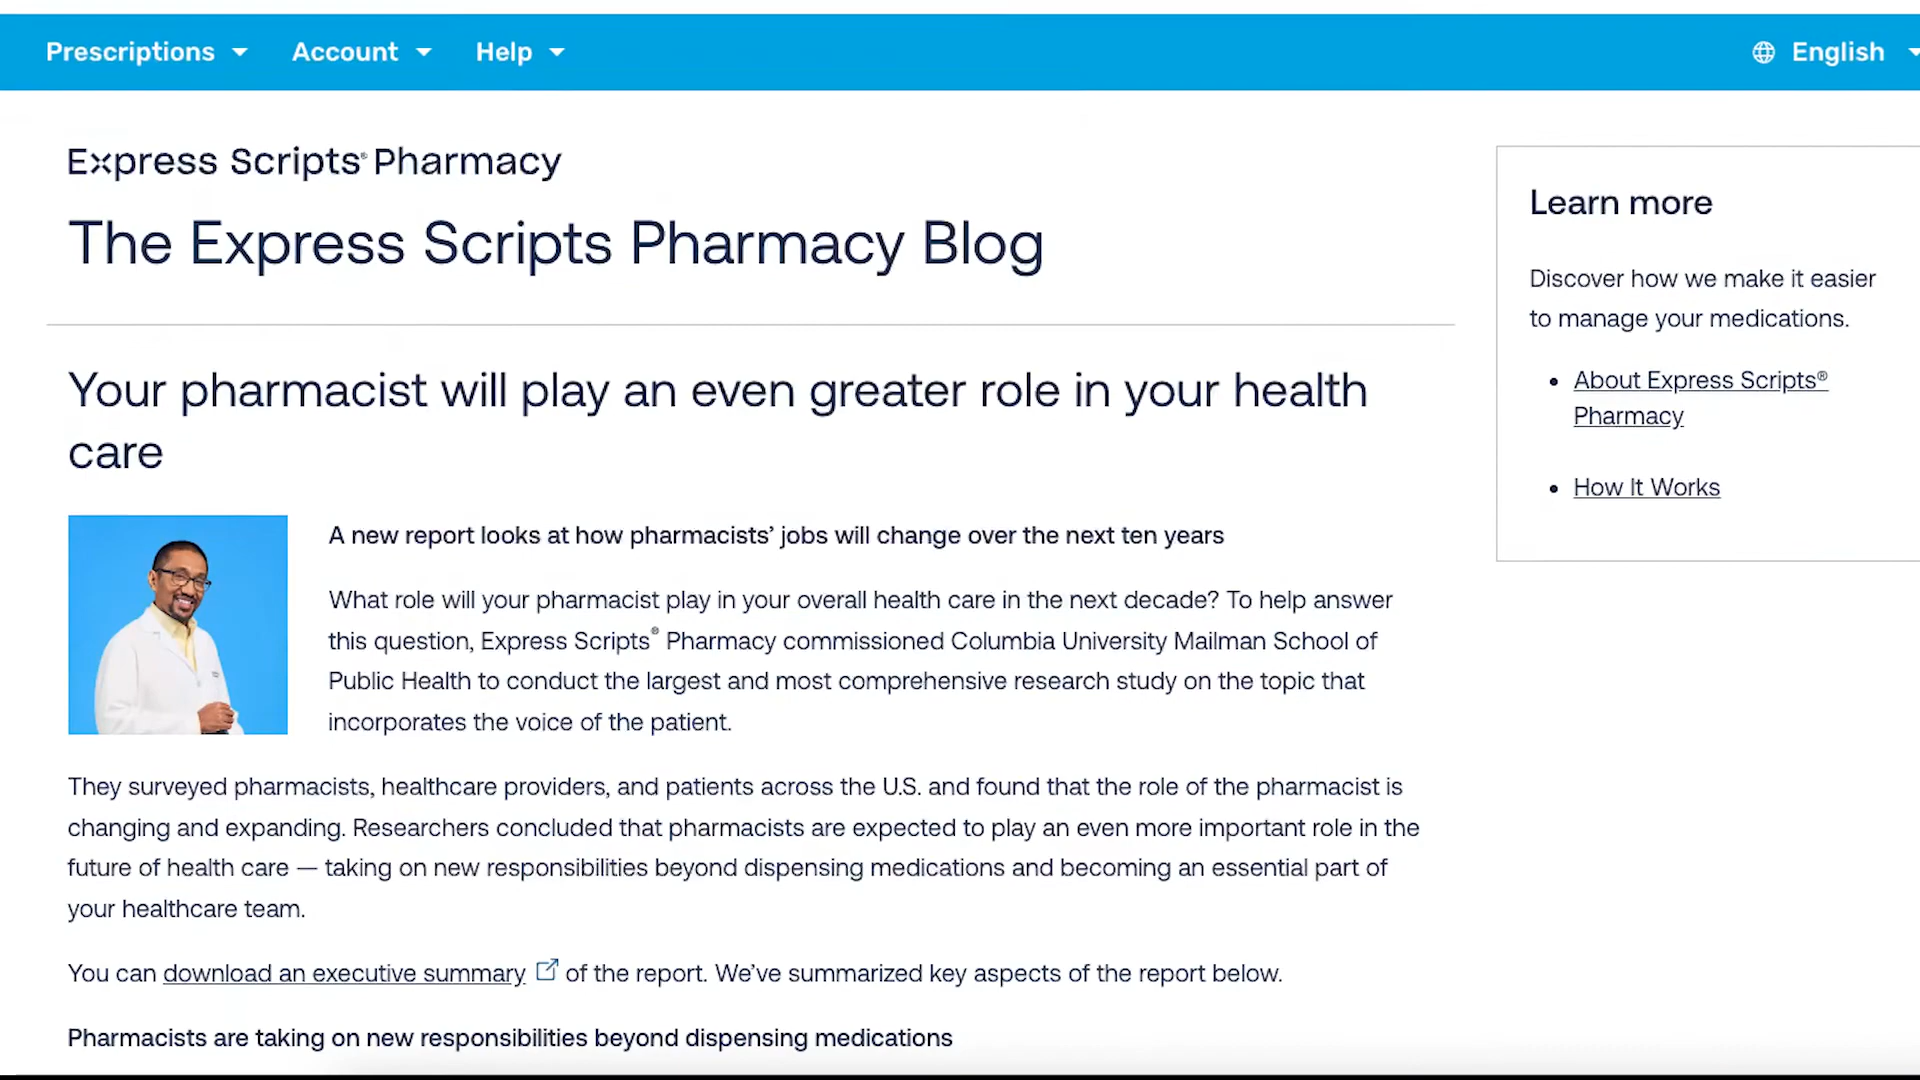 Prescriptions Account Help English
Express Scripts® Pharmacy
The Express Scripts Pharmacy Blog
Your pharmacist will play an even greater role in your health
care
A new report looks at how pharmacists’ jobs will change over the next ten years
What role will your pharmacist play in your overall health care in the next decade? To help answer
this question, Express Scripts® Pharmacy commissioned Columbia University Mailman School of
Public Health to conduct the largest and most comprehensive research study on the topic that
incorporates the voice of the patient.
They surveyed pharmacists, healthcare providers, and patients across the U.S. and found that the role of the pharmacist is
changing and expanding. Researchers concluded that pharmacists are expected to play an even more important role in the
future of health care — taking on new responsibilities beyond dispensing medications and becoming an essential part of
your healthcare team.
You can download an executive summary of the report. We’ve summarized key aspects of the report below.
Pharmacists are taking on new responsibilities beyond dispensing medications
Learn more
Discover how we make it easier
to manage your medications.
• About Express Scripts®
Pharmacy
• How It Works